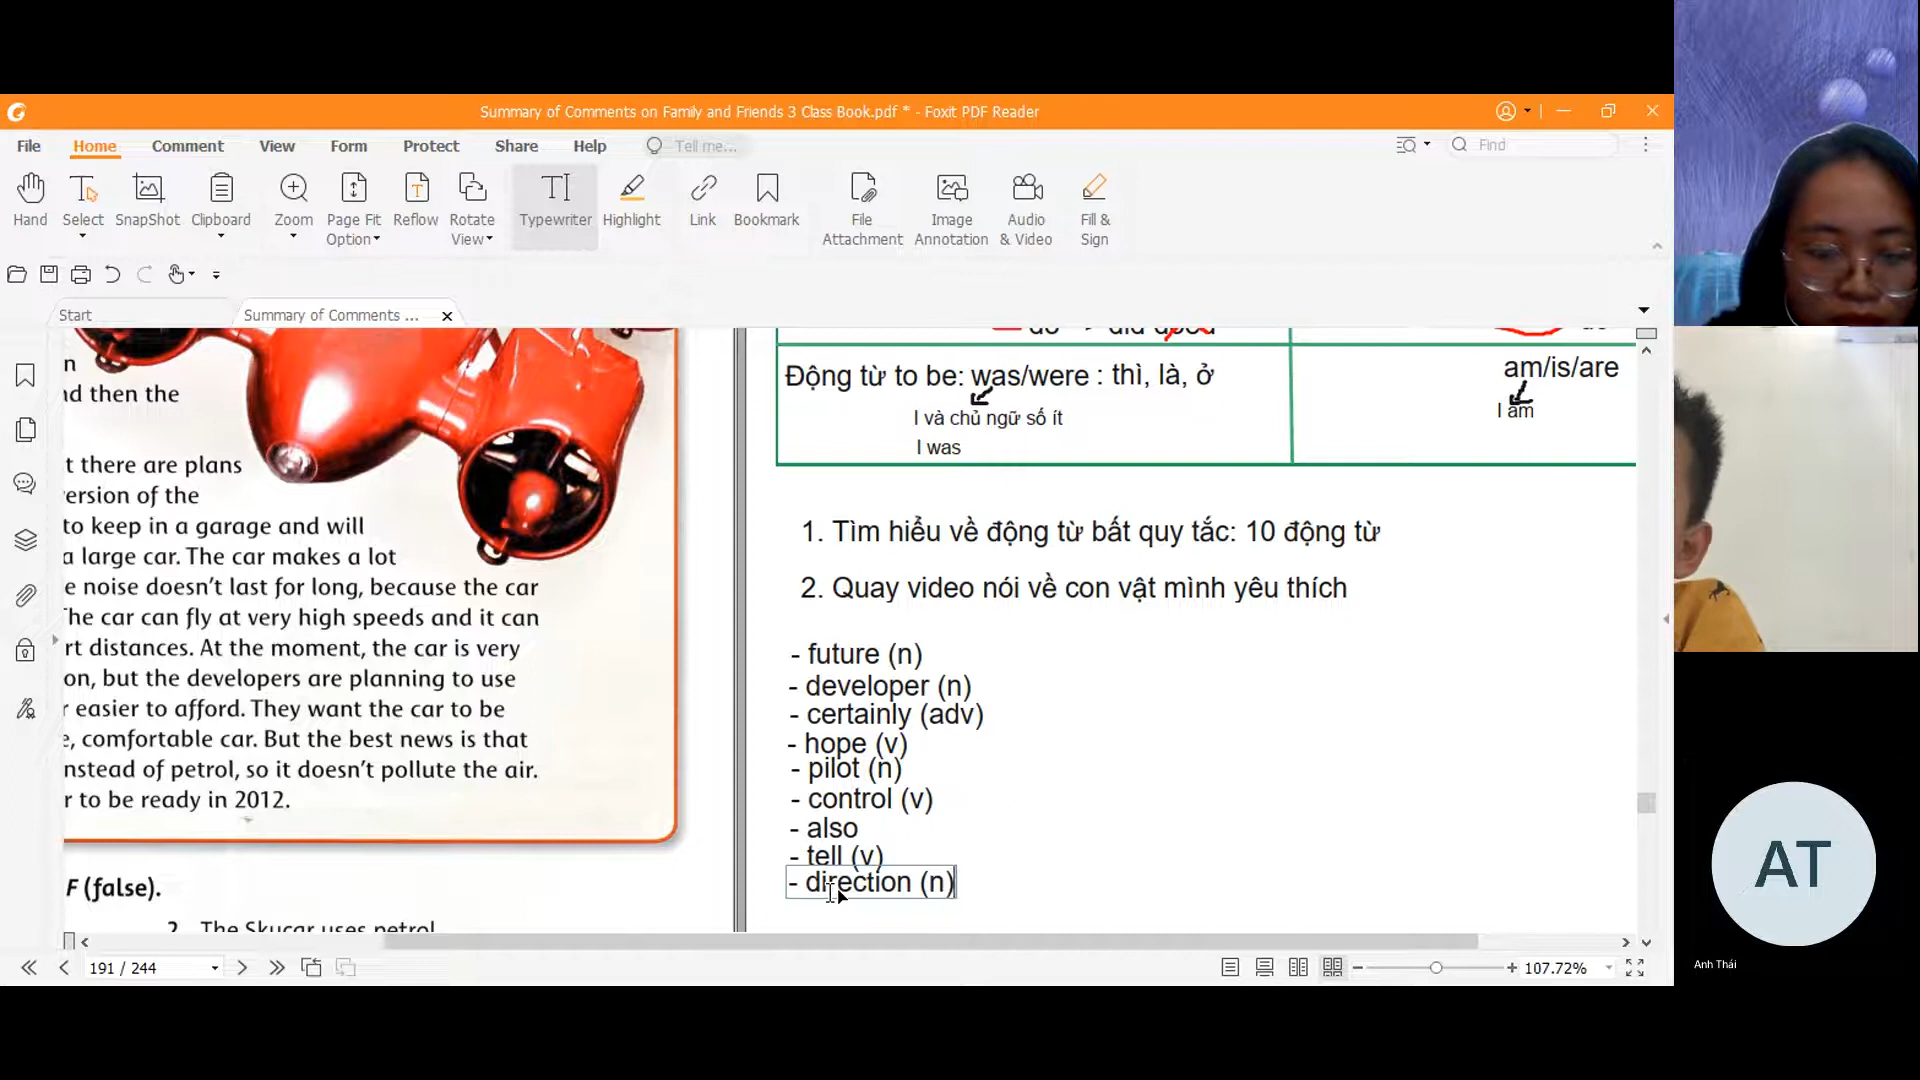 Summary of Comments on Family and Friends 3 Class Book.pdf * - Foxit PDF Reader
File Home Comment View Form Protect Share Help Tell me... Find
Hand Select SnapShot Clipboard Zoom Page Fit Option Reflow Rotate View Typewriter Highlight Link Bookmark File Attachment Image Annotation Audio & Video Fill & Sign
Start Summary of Comments ...
n
nd then the
t there are plans
ersion of the
to keep in a garage and will
a large car. The car makes a lot
e noise doesn't last for long, because the car
The car can fly at very high speeds and it can
rt distances. At the moment, the car is very
on, but the developers are planning to use
r easier to afford. They want the car to be
e, comfortable car. But the best news is that
nstead of petrol, so it doesn't pollute the air.
r to be ready in 2012.
F (false).
2 The Skycar uses petrol
Động từ to be: was/were : thì, là, ở
I và chủ ngữ số ít
I was
am/is/are
I am
1. Tìm hiểu về động từ bất quy tắc: 10 động từ
2. Quay video nói về con vật mình yêu thích
- future (n)
- developer (n)
- certainly (adv)
- hope (v)
- pilot (n)
- control (v)
- also
- tell (v)
- direction (n)
191 / 244
107.72%
AT
Anh Thái